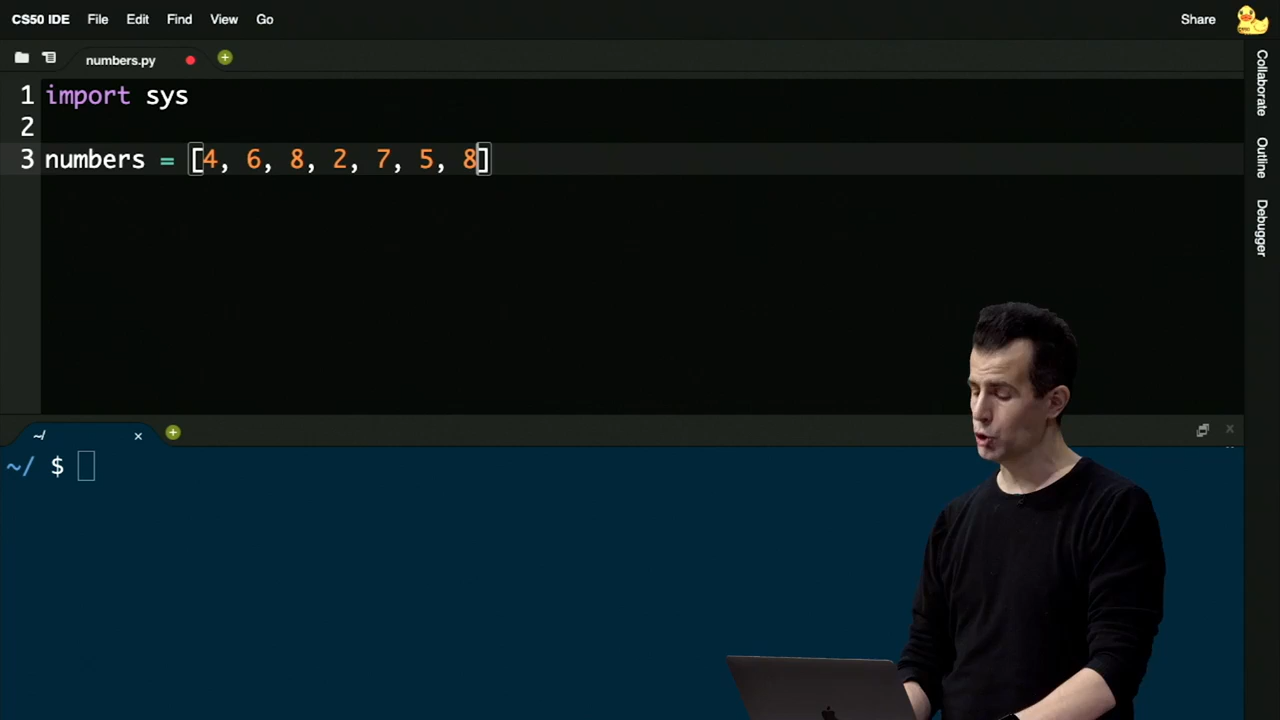 CS50 IDE File Edit Find View Go Share
numbers.py
1 import sys
2
3 numbers = [4, 6, 8, 2, 7, 5, 8]
Collaborate
Outline
Debugger
~/
~/ $